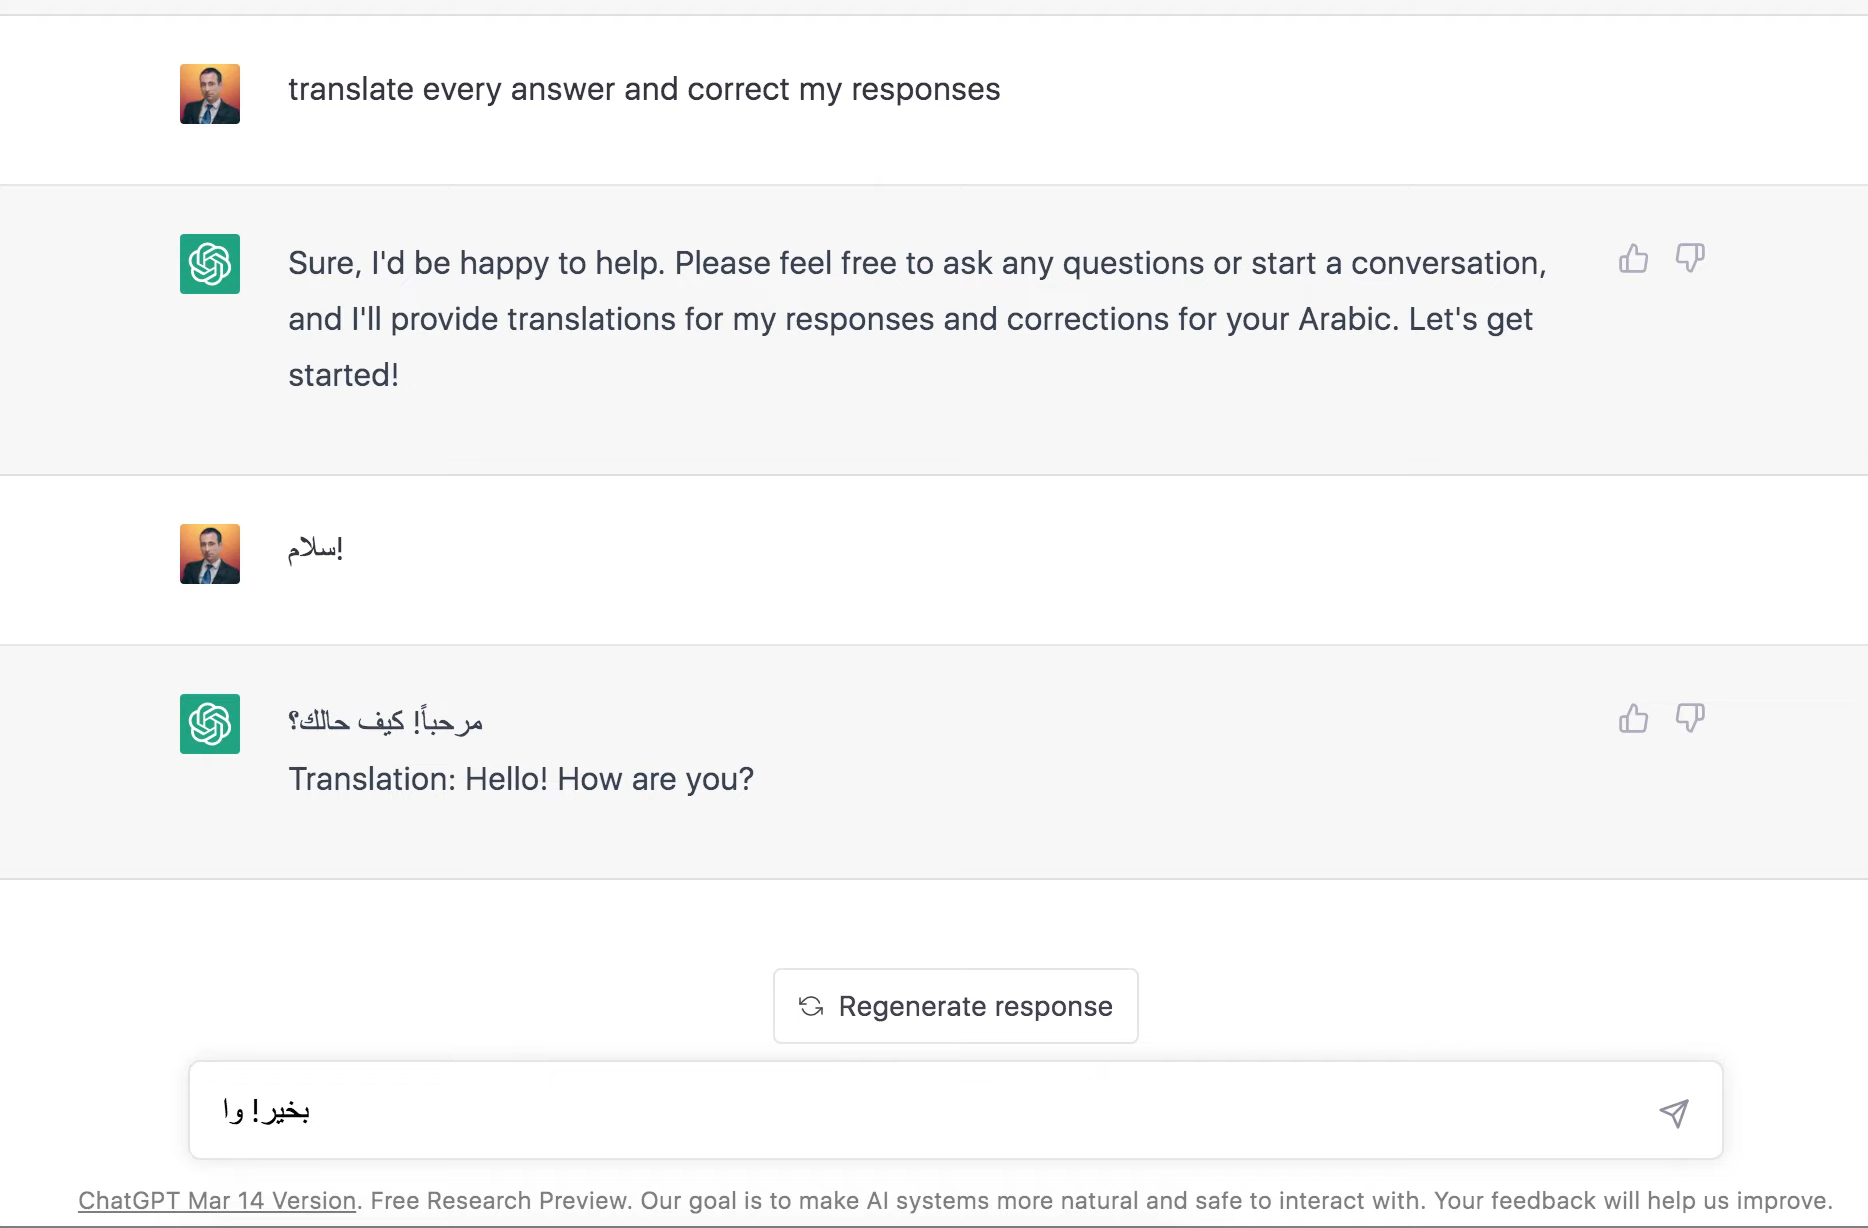 translate every answer and correct my responses
Sure, I'd be happy to help. Please feel free to ask any questions or start a conversation,
and I'll provide translations for my responses and corrections for your Arabic. Let's get
started!
سلام!
مرحباً! كيف حالك؟
Translation: Hello! How are you?
Regenerate response
بخير! وا
ChatGPT Mar 14 Version. Free Research Preview. Our goal is to make AI systems more natural and safe to interact with. Your feedback will help us improve.